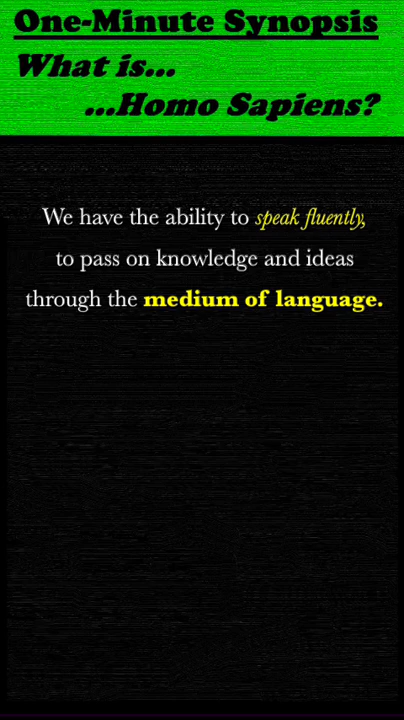 One-Minute Synopsis
What is...
...Homo Sapiens?
We have the ability to speak fluently,
to pass on knowledge and ideas
through the medium of language.